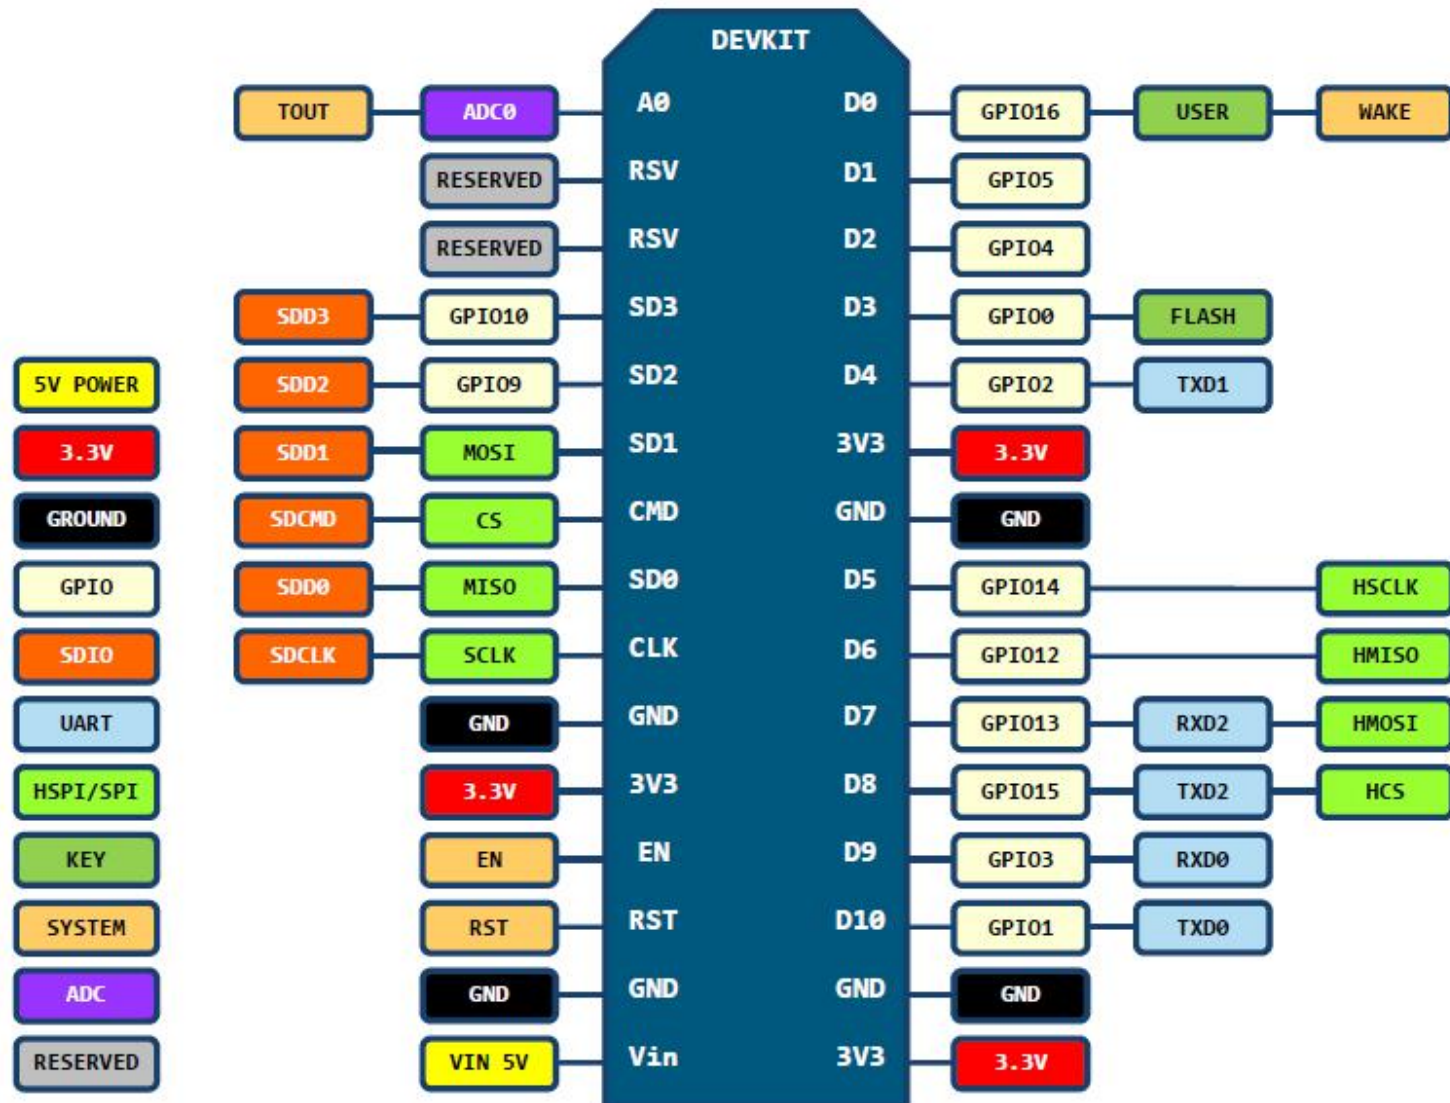 DEVKIT
TOUT ADC0 A0 D0 GPIO16 USER WAKE
RESERVED RSV D1 GPIO5
RESERVED RSV D2 GPIO4
SDD3 GPIO10 SD3 D3 GPIO0 FLASH
5V POWER SDD2 GPIO9 SD2 D4 GPIO2 TXD1
3.3V SDD1 MOSI SD1 3V3 3.3V
GROUND SDCMD CS CMD GND GND
GPIO SDD0 MISO SD0 D5 GPIO14 HSCLK
SDIO SDCLK SCLK CLK D6 GPIO12 HMISO
UART GND GND D7 GPIO13 RXD2 HMOSI
HSPI/SPI 3.3V 3V3 D8 GPIO15 TXD2 HCS
KEY EN EN D9 GPIO3 RXD0
SYSTEM RST RST D10 GPIO1 TXD0
ADC GND GND GND GND
RESERVED VIN 5V Vin 3V3 3.3V